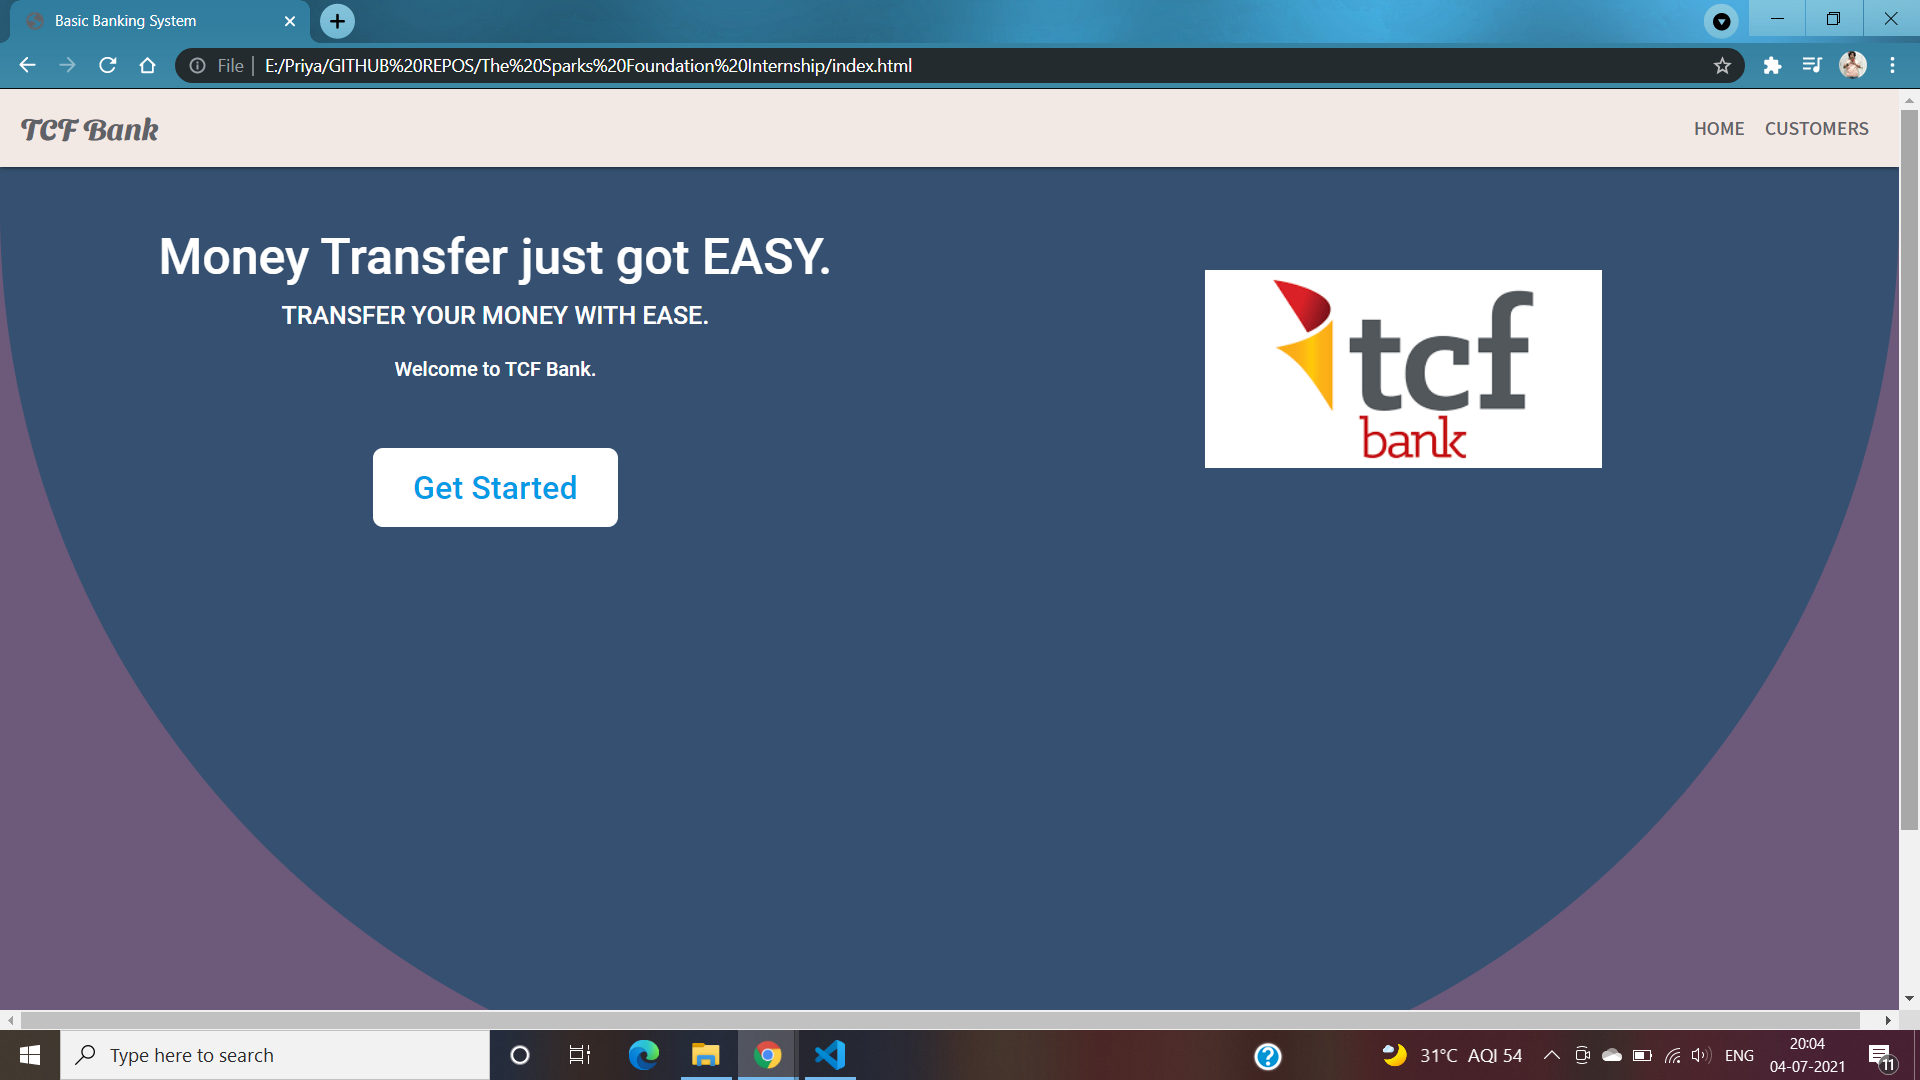 Basic Banking System
File | E:/Priya/GITHUB%20REPOS/The%20Sparks%20Foundation%20Internship/index.html
TCF Bank
HOME CUSTOMERS
Money Transfer just got EASY.
TRANSFER YOUR MONEY WITH EASE.
Welcome to TCF Bank.
Get Started
tcf
bank
Type here to search
31°C AQI 54
ENG
20:04
04-07-2021
11